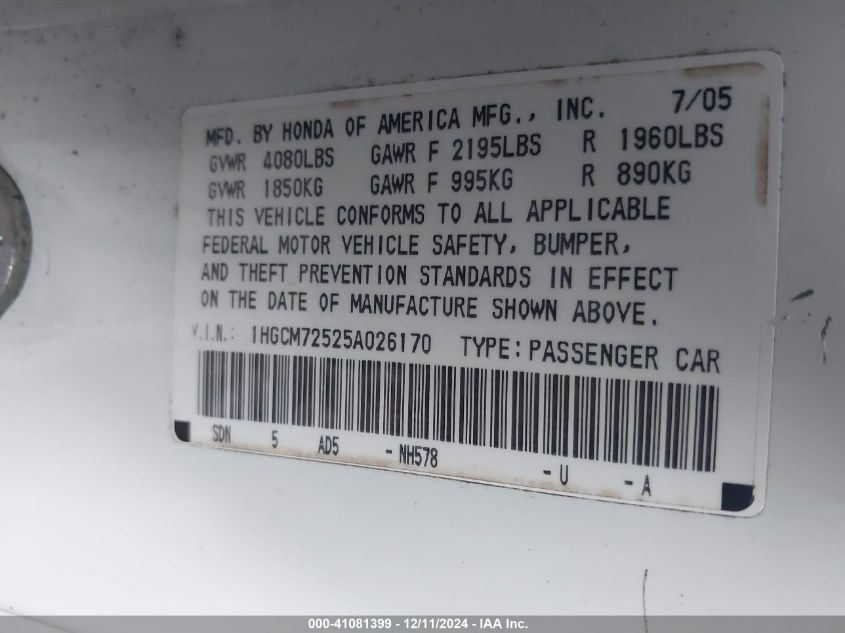 MFD. BY HONDA OF AMERICA MFG., INC. 7/05
GVWR 4080LBS GAWR F 2195LBS R 1960LBS
GVWR 1850KG GAWR F 995KG R 890KG
THIS VEHICLE CONFORMS TO ALL APPLICABLE
FEDERAL MOTOR VEHICLE SAFETY, BUMPER,
AND THEFT PREVENTION STANDARDS IN EFFECT
ON THE DATE OF MANUFACTURE SHOWN ABOVE.
V.I.N.: 1HGCM72525A026170 TYPE: PASSENGER CAR
SDN 5 AD5 - NH578 - U - A
000-41081399 - 12/11/2024 - IAA Inc.